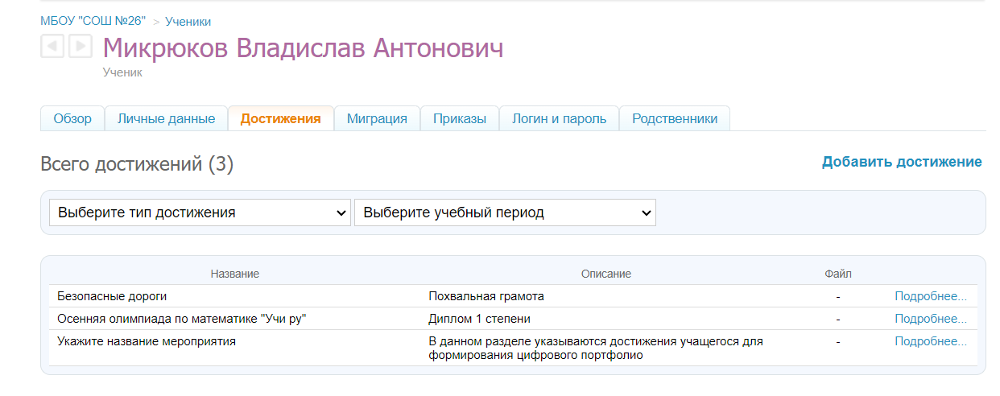 МБОУ "СОШ №26" > Ученики
Микрюков Владислав Антонович
Ученик
Обзор Личные данные Достижения Миграция Приказы Логин и пароль Родственники
Всего достижений (3) Добавить достижение
Выберите тип достижения Выберите учебный период
Название Описание Файл
Безопасные дороги Похвальная грамота - Подробнее...
Осенняя олимпиада по математике "Учи ру" Диплом 1 степени - Подробнее...
Укажите название мероприятия В данном разделе указываются достижения учащегося для - Подробнее...
формирования цифрового портфолио